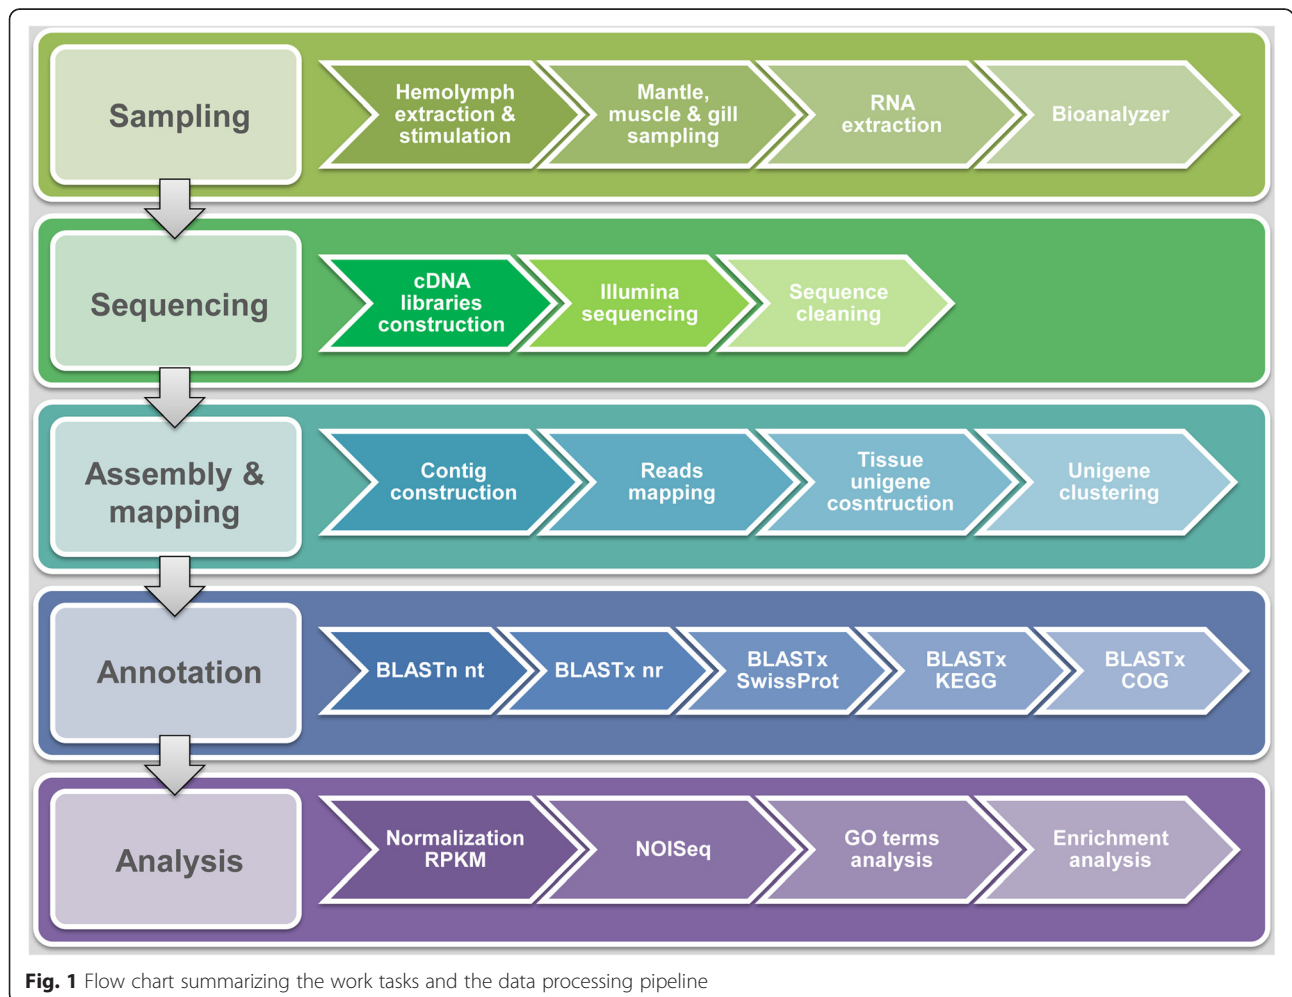 Sampling
Hemolymph
extraction &
stimulation
Mantle,
muscle & gill
sampling
RNA
extraction
Bioanalyzer
Sequencing
cDNA
libraries
construction
Illumina
sequencing
Sequence
cleaning
Assembly &
mapping
Contig
construction
Reads
mapping
Tissue
unigene
cosntruction
Unigene
clustering
Annotation
BLASTn nt
BLASTx nr
BLASTx
SwissProt
BLASTx
KEGG
BLASTx
COG
Analysis
Normalization
RPKM
NOISeq
GO terms
analysis
Enrichment
analysis
Fig. 1 Flow chart summarizing the work tasks and the data processing pipeline